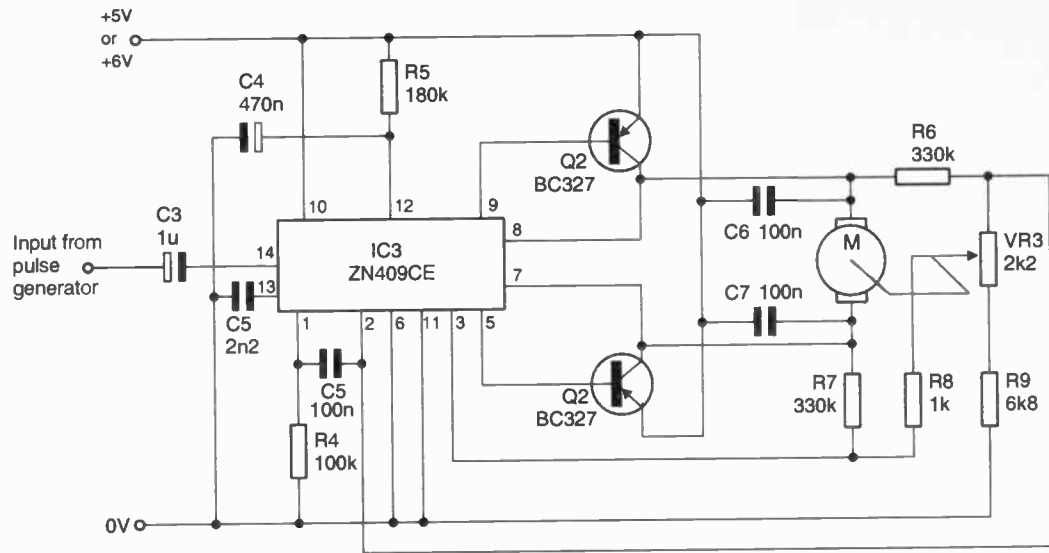 +5V
or
+6V
C4
470n
R5
180k
Q2
BC327
R6
330k
C3
1u
10
12
9
8
7
C6 100n
M
VR3
2k2
Input from
pulse
generator
14
IC3
ZN409CE
13
C5
2n2
1
2
6
11
3
5
C7 100n
C5
100n
Q2
BC327
R7
330k
R8
1k
R9
6k8
R4
100k
0V